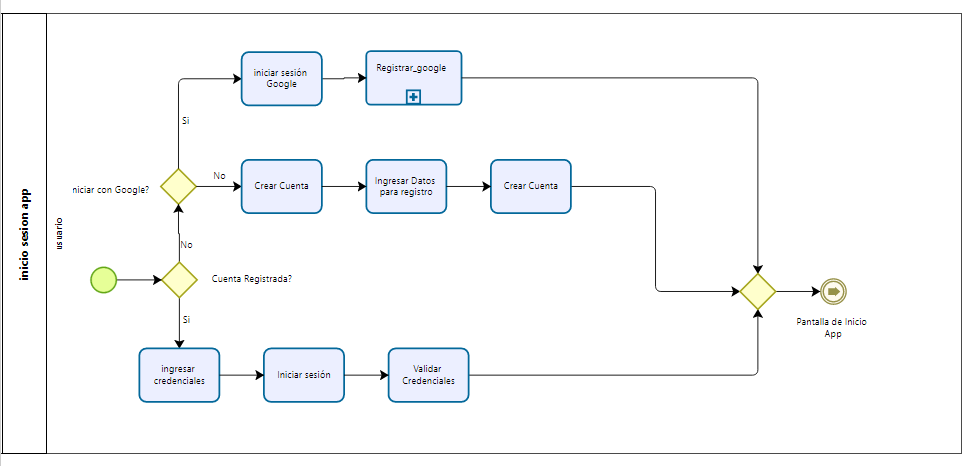 inicio sesion app
usuario
iniciar sesión
Google
Registrar_google
Si
niciar con Google?
No
Crear Cuenta
Ingresar Datos
para registro
Crear Cuenta
No
Cuenta Registrada?
Pantalla de Inicio
App
Si
ingresar
credenciales
Iniciar sesión
Validar
Credenciales